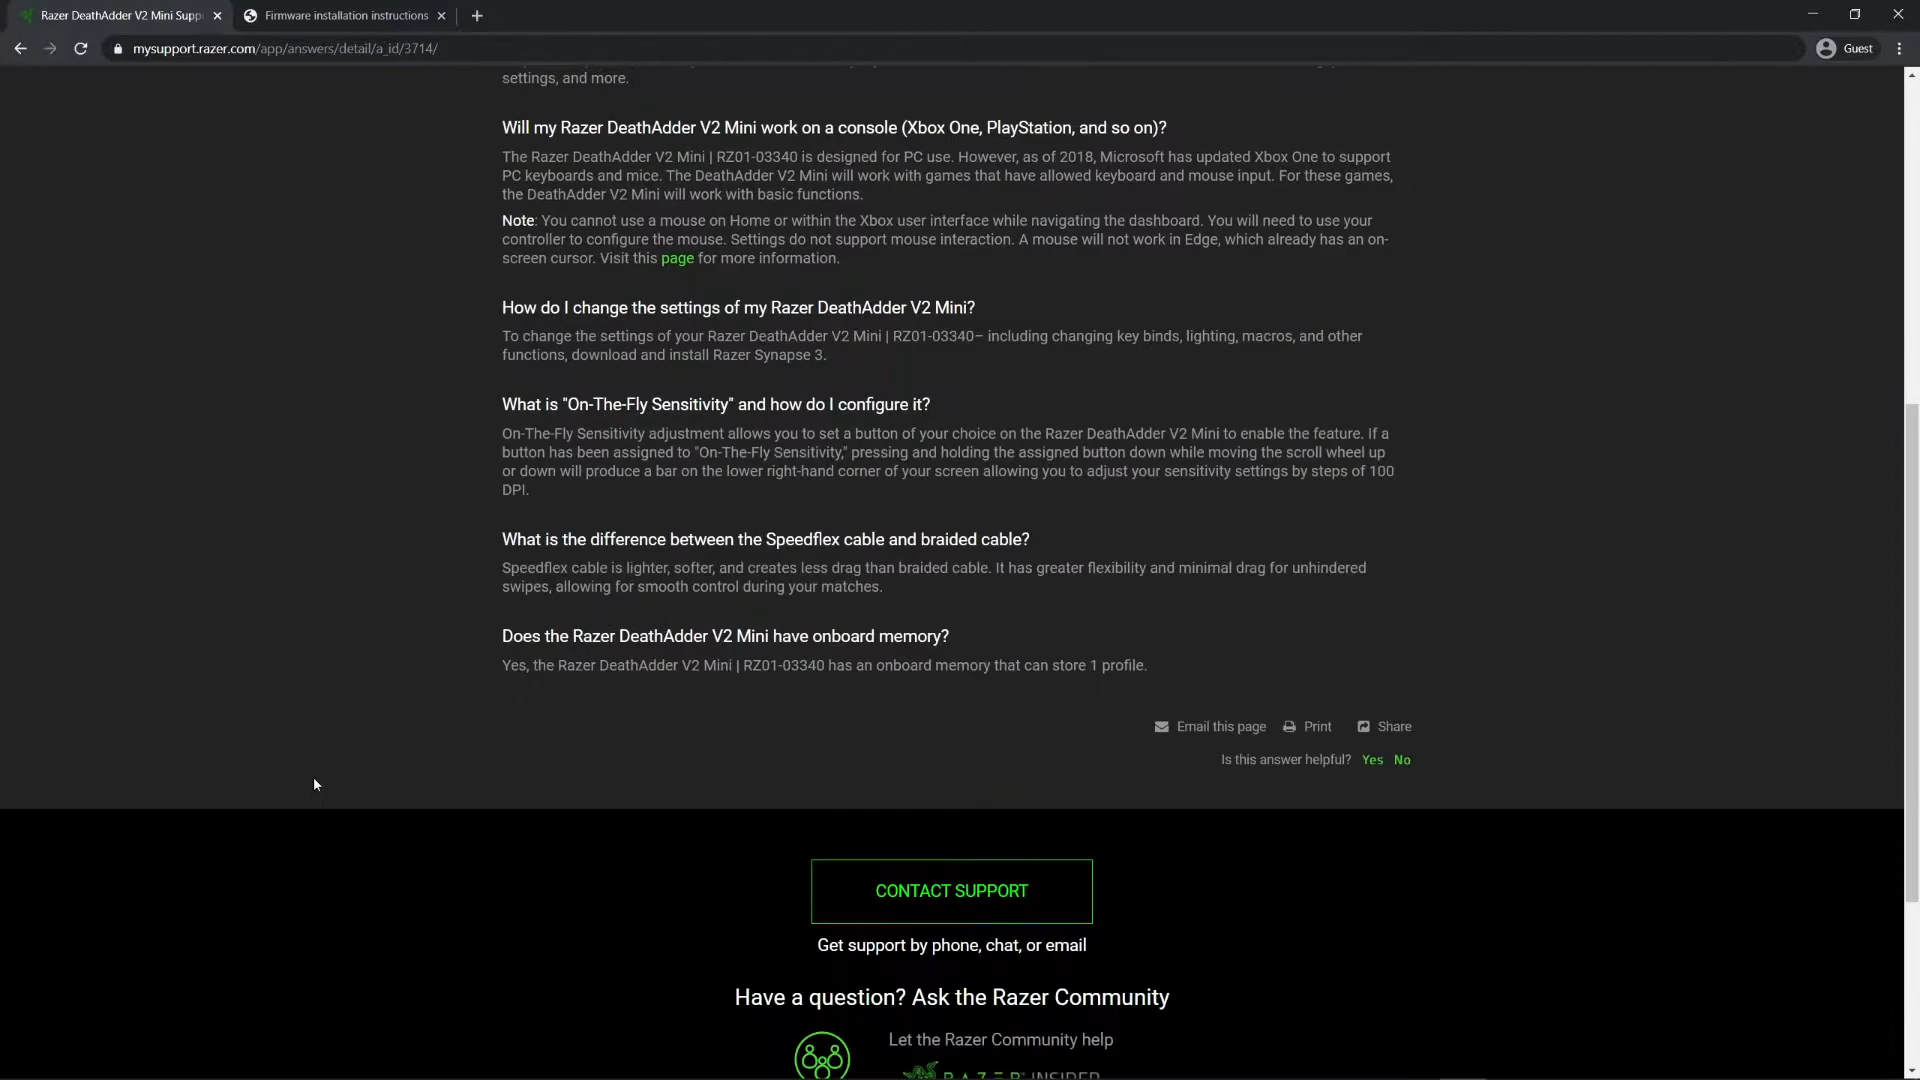 Razer DeathAdder V2 Mini Supp
Firmware installation instructions
mysupport.razer.com/app/answers/detail/a_id/3714/
Guest
settings, and more.
Will my Razer DeathAdder V2 Mini work on a console (Xbox One, PlayStation, and so on)?
The Razer DeathAdder V2 Mini | RZ01-03340 is designed for PC use. However, as of 2018, Microsoft has updated Xbox One to support
PC keyboards and mice. The DeathAdder V2 Mini will work with games that have allowed keyboard and mouse input. For these games,
the DeathAdder V2 Mini will work with basic functions.
Note: You cannot use a mouse on Home or within the Xbox user interface while navigating the dashboard. You will need to use your
controller to configure the mouse. Settings do not support mouse interaction. A mouse will not work in Edge, which already has an on-
screen cursor. Visit this page for more information.
How do I change the settings of my Razer DeathAdder V2 Mini?
To change the settings of your Razer DeathAdder V2 Mini | RZ01-03340– including changing key binds, lighting, macros, and other
functions, download and install Razer Synapse 3.
What is "On-The-Fly Sensitivity" and how do I configure it?
On-The-Fly Sensitivity adjustment allows you to set a button of your choice on the Razer DeathAdder V2 Mini to enable the feature. If a
button has been assigned to "On-The-Fly Sensitivity," pressing and holding the assigned button down while moving the scroll wheel up
or down will produce a bar on the lower right-hand corner of your screen allowing you to adjust your sensitivity settings by steps of 100
DPI.
What is the difference between the Speedflex cable and braided cable?
Speedflex cable is lighter, softer, and creates less drag than braided cable. It has greater flexibility and minimal drag for unhindered
swipes, allowing for smooth control during your matches.
Does the Razer DeathAdder V2 Mini have onboard memory?
Yes, the Razer DeathAdder V2 Mini | RZ01-03340 has an onboard memory that can store 1 profile.
Email this page Print Share
Is this answer helpful? Yes No
CONTACT SUPPORT
Get support by phone, chat, or email
Have a question? Ask the Razer Community
Let the Razer Community help
RAZER INSIDER